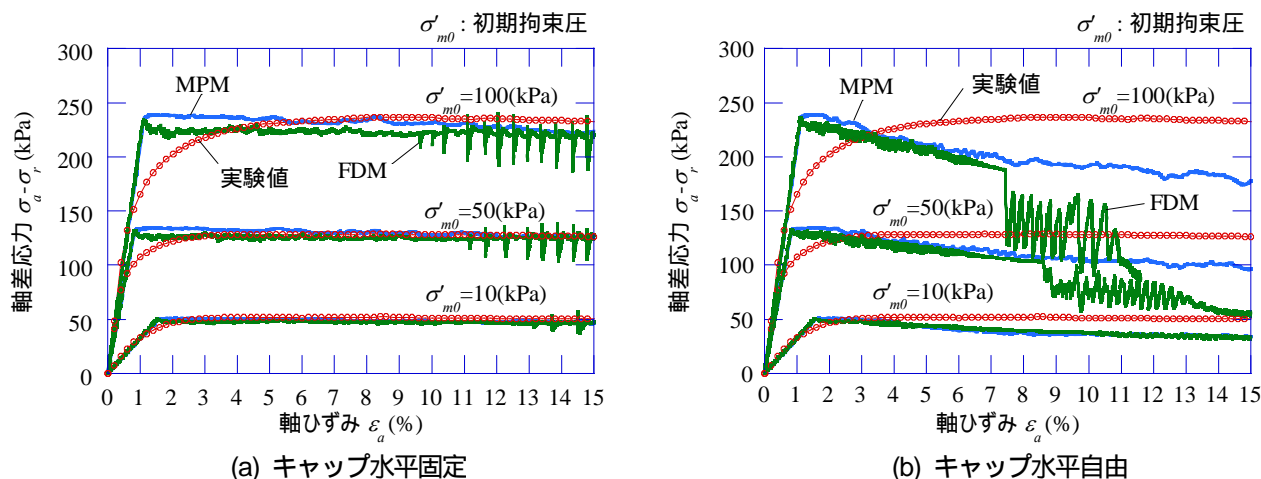 σ'm0 : 初期拘束圧
300
250
200
150
100
50
0
軸差応力 σa-σr (kPa)
MPM
σ'm0=100(kPa)
実験値
FDM
σ'm0=50(kPa)
σ'm0=10(kPa)
0 1 2 3 4 5 6 7 8 9 10 11 12 13 14 15
軸ひずみ εa (%)
(a) キャップ水平固定
σ'm0 : 初期拘束圧
300
250
200
150
100
50
0
軸差応力 σa-σr (kPa)
MPM
実験値
σ'm0=100(kPa)
σ'm0=50(kPa)
FDM
σ'm0=10(kPa)
0 1 2 3 4 5 6 7 8 9 10 11 12 13 14 15
軸ひずみ εa (%)
(b) キャップ水平自由